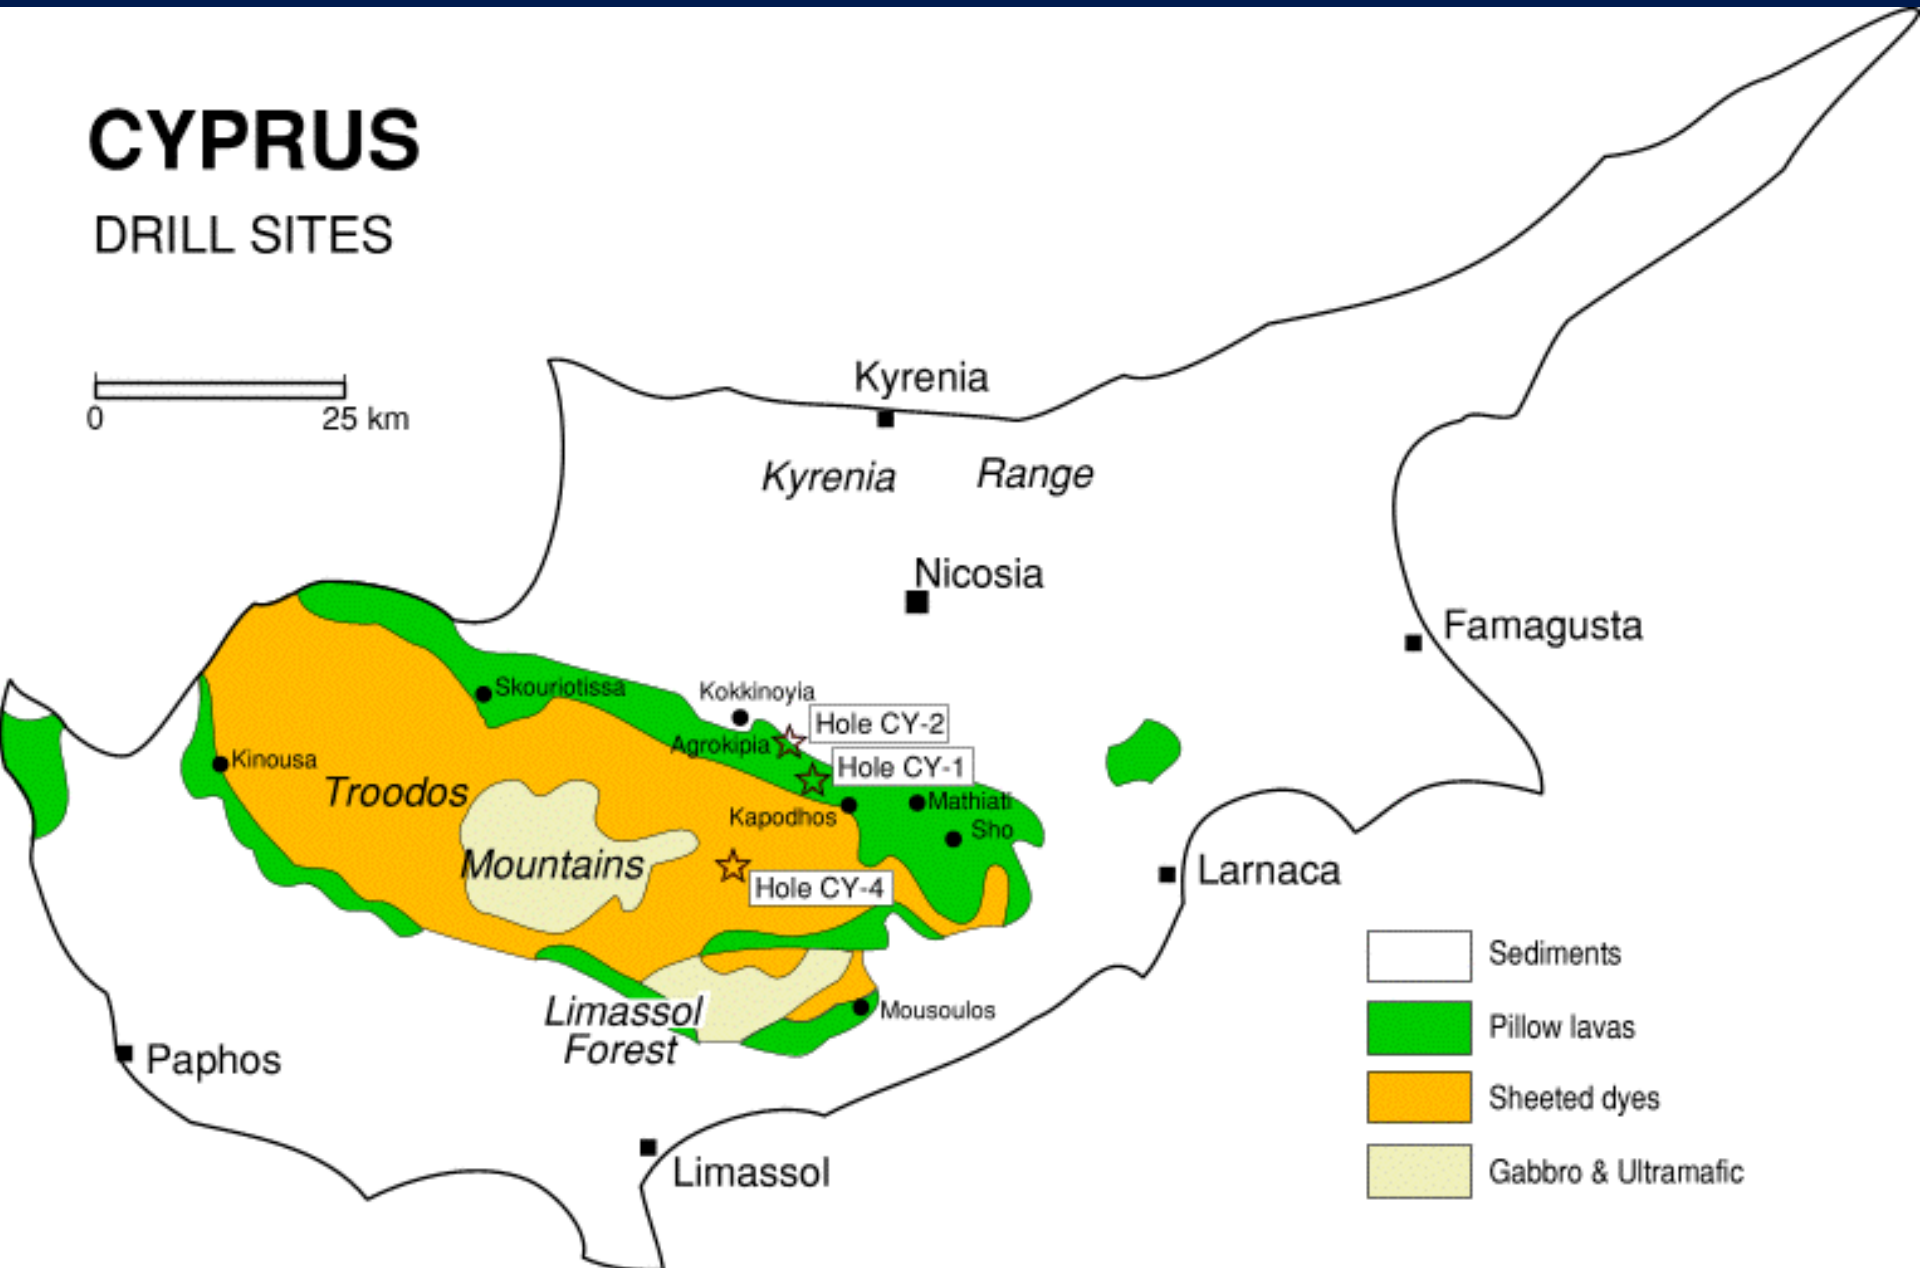 CYPRUS
DRILL SITES
0 25 km
Kyrenia
Kyrenia Range
Nicosia
Famagusta
Skouriotissa
Kokkinoyia
Hole CY-2
Agrokipia
Hole CY-1
Kinousa
Troodos
Mathiati
Kapodhos
Sho
Mountains
Hole CY-4
Larnaca
Sediments
Limassol
Forest
Mousoulos
Pillow lavas
Paphos
Sheeted dyes
Limassol
Gabbro & Ultramafic